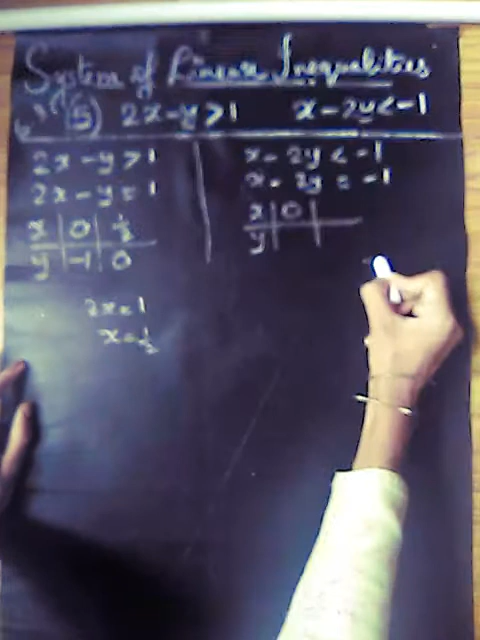 System of Linear Inequalities
(5) 2x-y>1 x-2y<-1
2x-y>1
2x-y=1
x | 0 | 1/2
y | -1 | 0
2x=1
x=1/2
x-2y<-1
x-2y=-1
x | 0 |
y | |